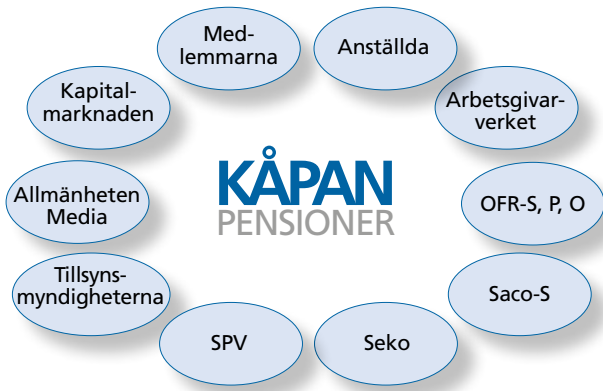 Med-
lemmarna
Anställda
Kapital-
marknaden
Arbetsgivar-
verket
KÅPAN
PENSIONER
Allmänheten
Media
OFR-S, P, O
Tillsyns-
myndigheterna
Saco-S
SPV
Seko